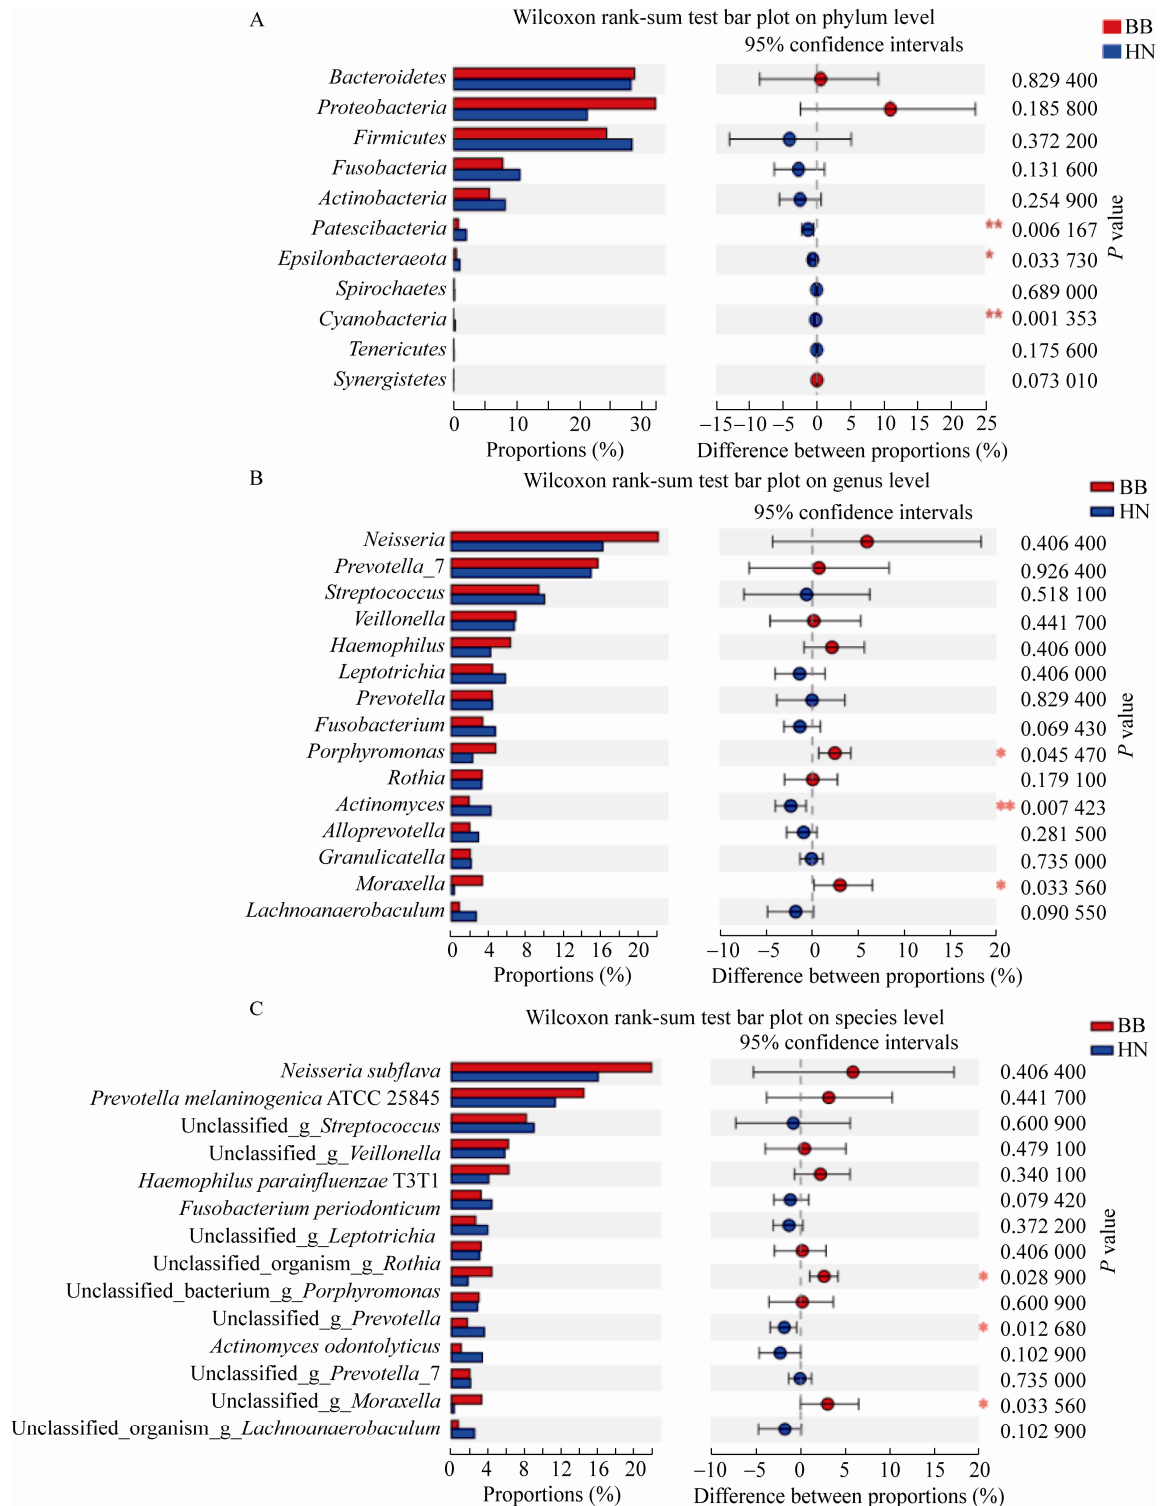 A
Wilcoxon rank-sum test bar plot on phylum level
95% confidence intervals
BB
HN
Bacteroidetes 0.829 400
Proteobacteria 0.185 800
Firmicutes 0.372 200
Fusobacteria 0.131 600
Actinobacteria 0.254 900
Patescibacteria ** 0.006 167
Epsilonbacteraeota * 0.033 730
Spirochaetes 0.689 000
Cyanobacteria ** 0.001 353
Tenericutes 0.175 600
Synergistetes 0.073 010
P value
0 10 20 30 −15 −10 −5 0 5 10 15 20 25
Proportions (%) Difference between proportions (%)
B
Wilcoxon rank-sum test bar plot on genus level
95% confidence intervals
BB
HN
Neisseria 0.406 400
Prevotella_7 0.926 400
Streptococcus 0.518 100
Veillonella 0.441 700
Haemophilus 0.406 000
Leptotrichia 0.406 000
Prevotella 0.829 400
Fusobacterium 0.069 430
Porphyromonas * 0.045 470
Rothia 0.179 100
Actinomyces ** 0.007 423
Alloprevotella 0.281 500
Granulicatella 0.735 000
Moraxella * 0.033 560
Lachnoanaerobaculum 0.090 550
P value
0 4 8 12 16 20 −10 −5 0 5 10 15 20
Proportions (%) Difference between proportions (%)
C
Wilcoxon rank-sum test bar plot on species level
95% confidence intervals
BB
HN
Neisseria subflava 0.406 400
Prevotella melaninogenica ATCC 25845 0.441 700
Unclassified_g_Streptococcus 0.600 900
Unclassified_g_Veillonella 0.479 100
Haemophilus parainfluenzae T3T1 0.340 100
Fusobacterium periodonticum 0.079 420
Unclassified_g_Leptotrichia 0.372 200
Unclassified_organism_g_Rothia 0.406 000
Unclassified_bacterium_g_Porphyromonas * 0.028 900
Unclassified_g_Prevotella 0.600 900
Actinomyces odontolyticus * 0.012 680
Unclassified_g_Prevotella_7 0.102 900
Unclassified_g_Moraxella 0.735 000
Unclassified_organism_g_Lachnoanaerobaculum * 0.033 560
0.102 900
P value
0 4 8 12 16 20 −10 −5 0 5 10 15 20
Proportions (%) Difference between proportions (%)